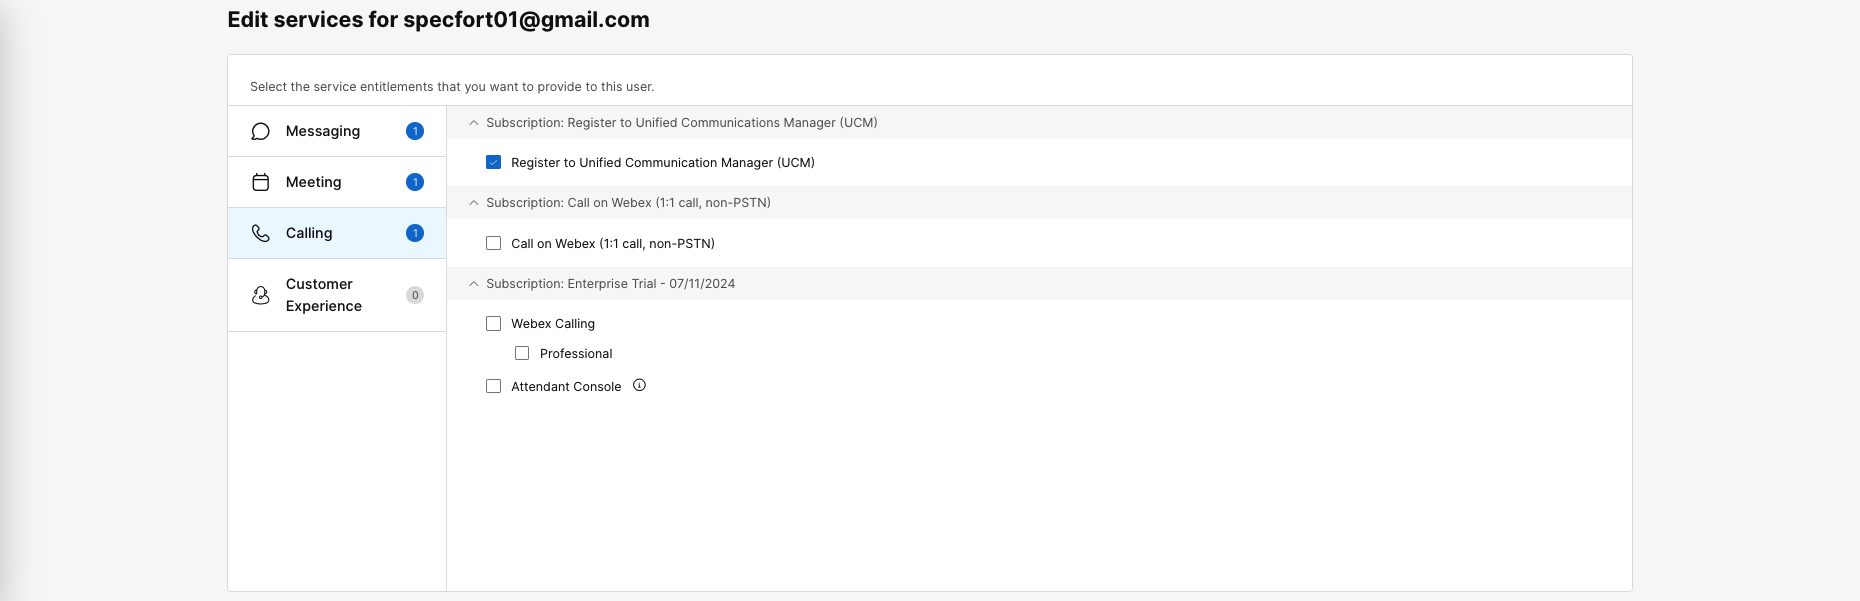 Edit services for specfort01@gmail.com
Select the service entitlements that you want to provide to this user.
Messaging 1
Meeting 1
Calling 1
Customer
Experience 0
Subscription: Register to Unified Communications Manager (UCM)
Register to Unified Communication Manager (UCM)
Subscription: Call on Webex (1:1 call, non-PSTN)
Call on Webex (1:1 call, non-PSTN)
Subscription: Enterprise Trial - 07/11/2024
Webex Calling
Professional
Attendant Console